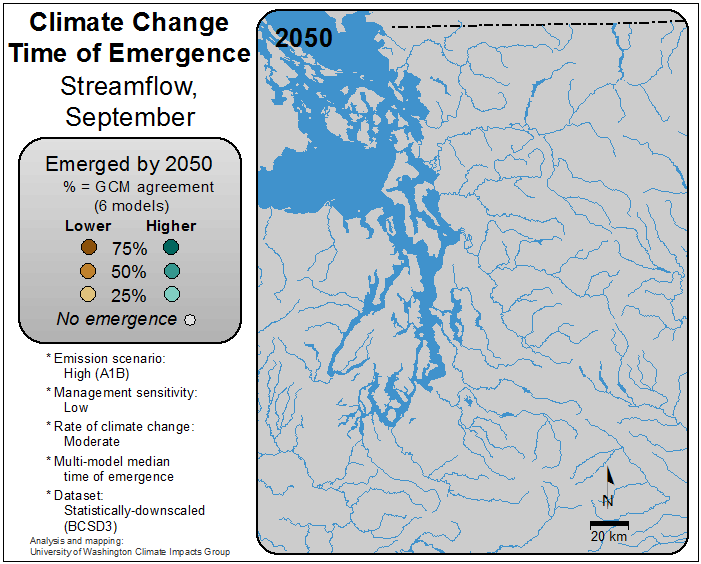 Climate Change
Time of Emergence
Streamflow,
September
Emerged by 2050
% = GCM agreement
(6 models)
Lower Higher
75%
50%
25%
No emergence
* Emission scenario:
High (A1B)
* Management sensitivity:
Low
* Rate of climate change:
Moderate
* Multi-model median
time of emergence
* Dataset:
Statistically-downscaled
(BCSD3)
Analysis and mapping:
University of Washington Climate Impacts Group
2050
N
20 km